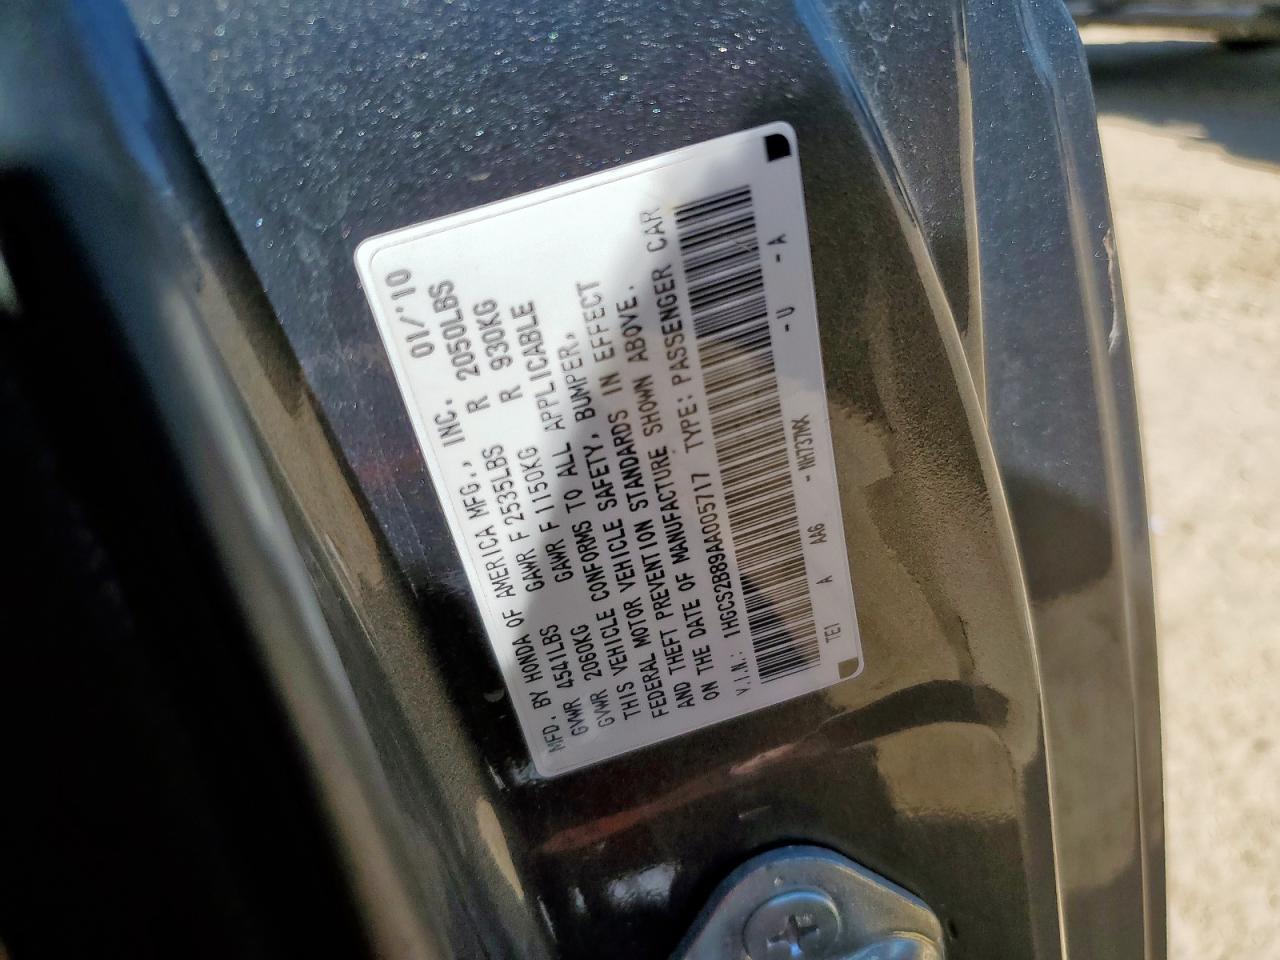 MFD. BY HONDA OF AMERICA MFG., INC. 01/'10
GVWR 4541LBS GAWR F 2535LBS R 2050LBS
GVWR 2060KG GAWR F 1150KG R 930KG
THIS VEHICLE CONFORMS TO ALL APPLICABLE
FEDERAL MOTOR VEHICLE SAFETY, BUMPER,
AND THEFT PREVENTION STANDARDS IN EFFECT
ON THE DATE OF MANUFACTURE SHOWN ABOVE.
V.I.N.: 1HGCS2B89AA005717 TYPE: PASSENGER CAR
TE1 A AA6 - NH737MX - U - A